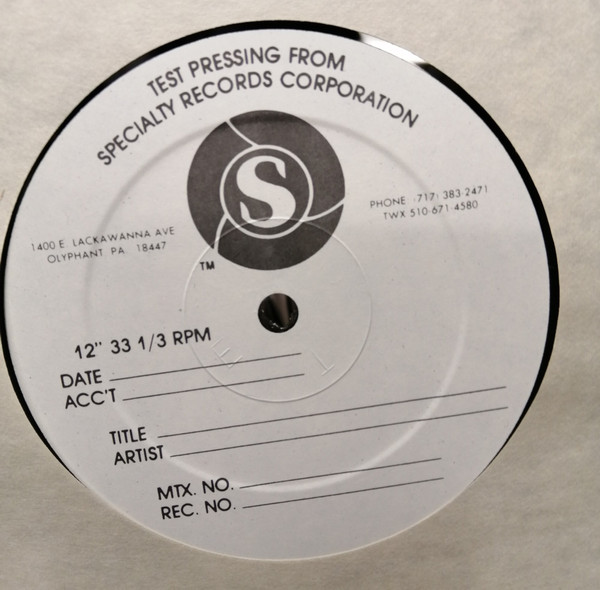 TEST PRESSING FROM
SPECIALTY RECORDS CORPORATION
S
TM
1400 E. LACKAWANNA AVE
OLYPHANT PA. 18447
PHONE (717) 383-2471
TWX 510-671-4580
12" 33 1/3 RPM
DATE
ACC'T
TITLE
ARTIST
MTX. NO.
REC. NO.